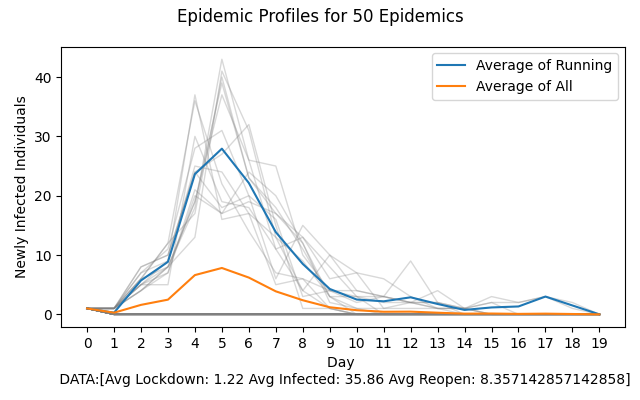 Epidemic Profiles for 50 Epidemics
Newly Infected Individuals
40
30
20
10
0
Average of Running
Average of All
0 1 2 3 4 5 6 7 8 9 10 11 12 13 14 15 16 17 18 19
Day
DATA:[Avg Lockdown: 1.22 Avg Infected: 35.86 Avg Reopen: 8.357142857142858]